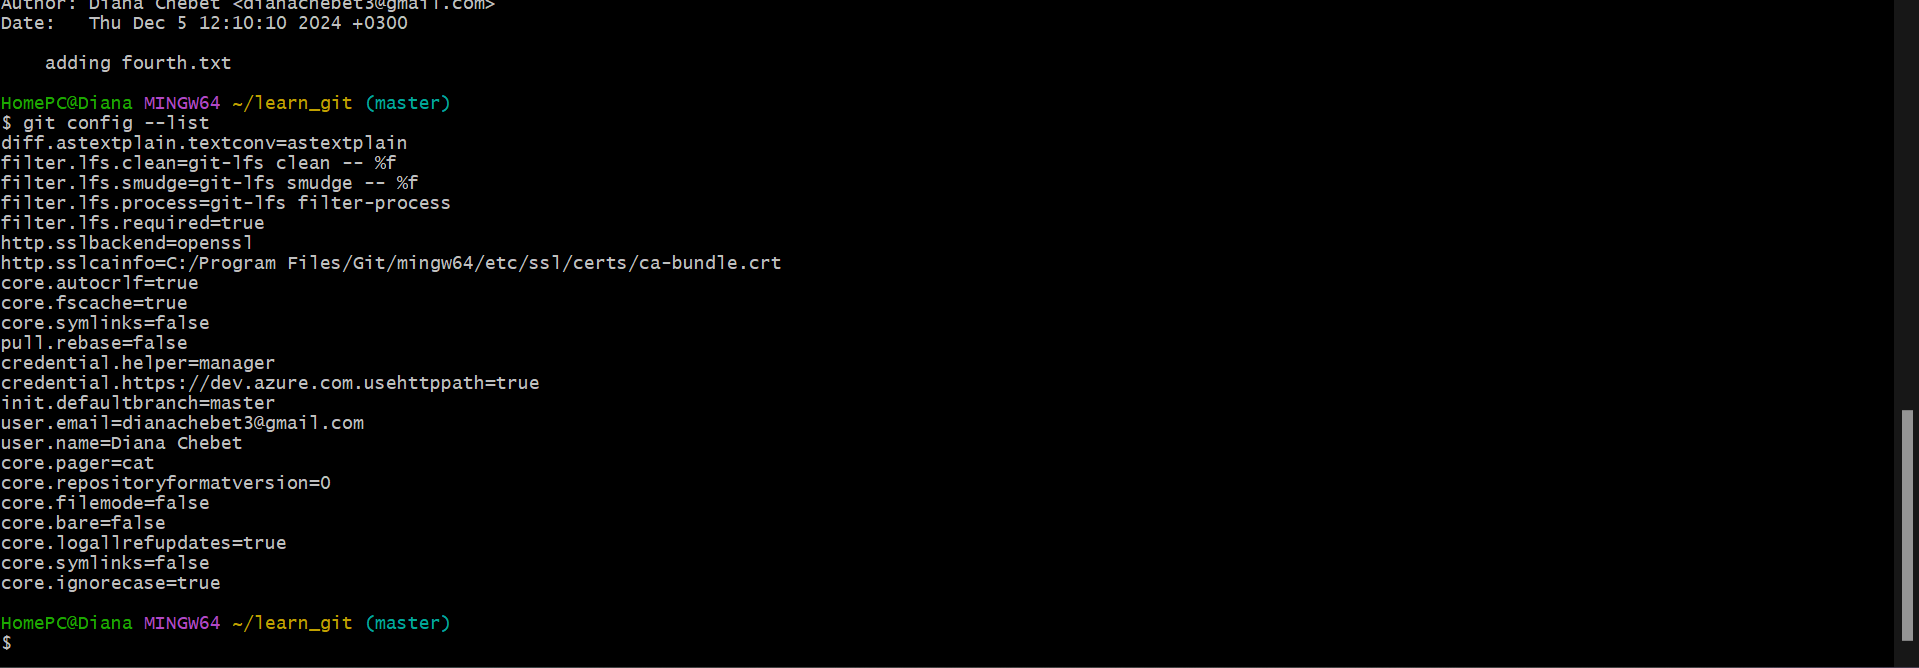 Author: Diana Chebet <dianachebet3@gmail.com>
Date:   Thu Dec 5 12:10:10 2024 +0300

    adding fourth.txt

HomePC@Diana MINGW64 ~/learn_git (master)
$ git config --list
diff.astextplain.textconv=astextplain
filter.lfs.clean=git-lfs clean -- %f
filter.lfs.smudge=git-lfs smudge -- %f
filter.lfs.process=git-lfs filter-process
filter.lfs.required=true
http.sslbackend=openssl
http.sslcainfo=C:/Program Files/Git/mingw64/etc/ssl/certs/ca-bundle.crt
core.autocrlf=true
core.fscache=true
core.symlinks=false
pull.rebase=false
credential.helper=manager
credential.https://dev.azure.com.usehttppath=true
init.defaultbranch=master
user.email=dianachebet3@gmail.com
user.name=Diana Chebet
core.pager=cat
core.repositoryformatversion=0
core.filemode=false
core.bare=false
core.logallrefupdates=true
core.symlinks=false
core.ignorecase=true

HomePC@Diana MINGW64 ~/learn_git (master)
$